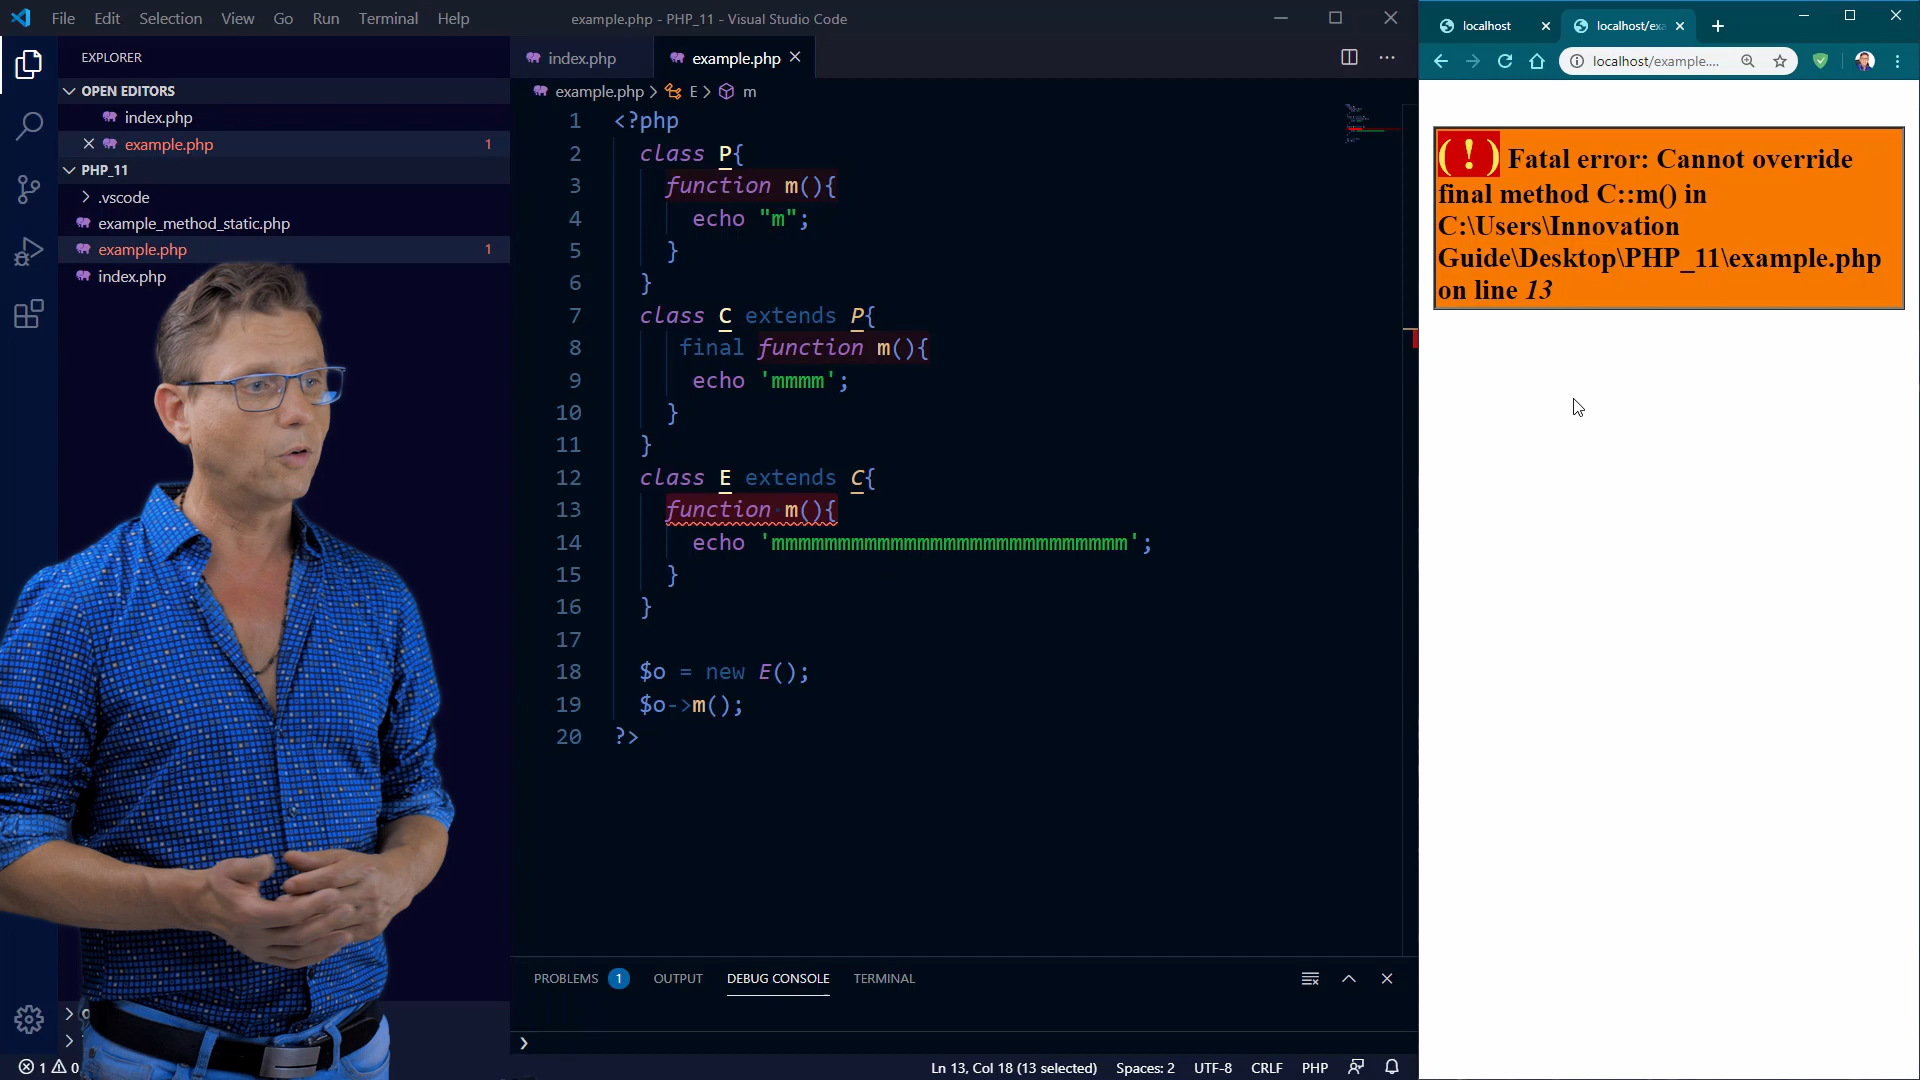 File Edit Selection View Go Run Terminal Help
example.php - PHP_11 - Visual Studio Code
EXPLORER
OPEN EDITORS
index.php
example.php 1
PHP_11
.vscode
example_method_static.php
example.php 1
index.php
index.php example.php
example.php > E > m
1 <?php
2 class P{
3 function m(){
4 echo "m";
5 }
6 }
7 class C extends P{
8 final function m(){
9 echo 'mmmm';
10 }
11 }
12 class E extends C{
13 function m(){
14 echo 'mmmmmmmmmmmmmmmmmmmmmmmmmmm';
15 }
16 }
17
18 $o = new E();
19 $o->m();
20 ?>
PROBLEMS 1 OUTPUT DEBUG CONSOLE TERMINAL
1 0
Ln 13, Col 18 (13 selected) Spaces: 2 UTF-8 CRLF PHP
localhost localhost/exa
localhost/example....
( ! ) Fatal error: Cannot override
final method C::m() in
C:\Users\Innovation
Guide\Desktop\PHP_11\example.php
on line 13